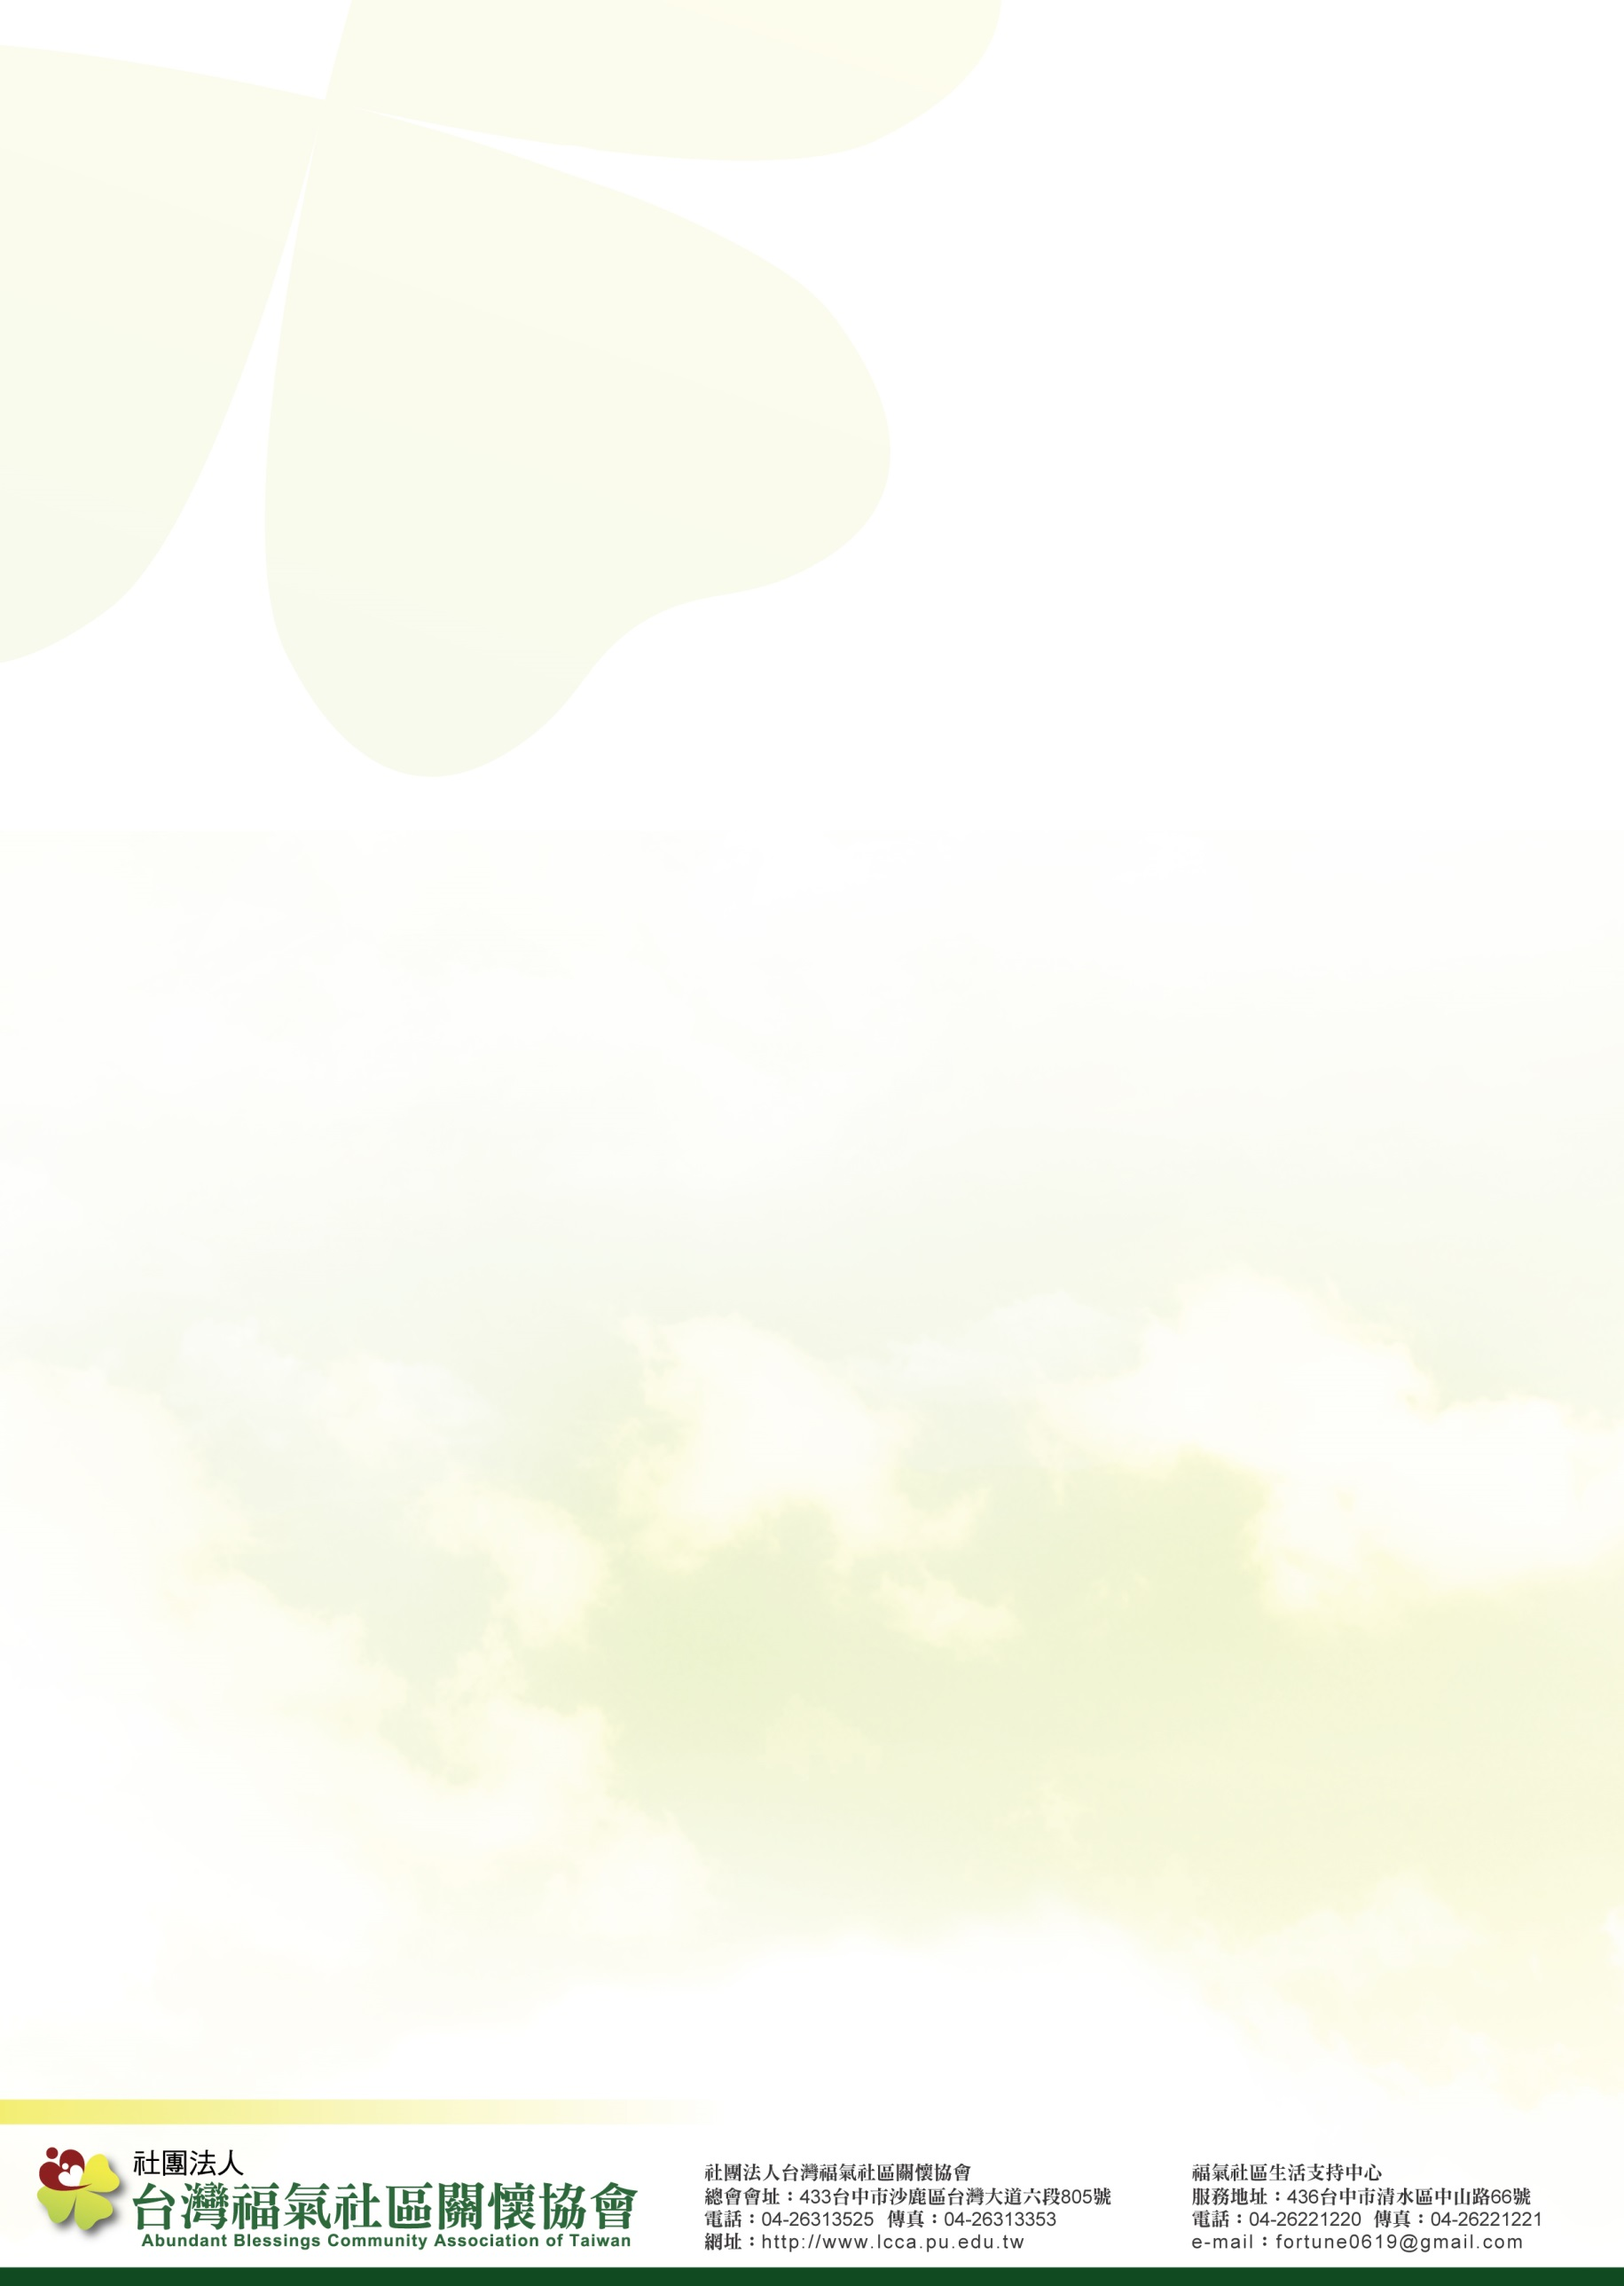 社團法人
台灣福氣社區關懷協會
Abundant Blessings Community Association of Taiwan
社團法人台灣福氣社區關懷協會
總會會址：433台中市沙鹿區台灣大道六段805號
電話：04-26313525 傳真：04-26313353
網址：http://www.lcca.pu.edu.tw
福氣社區生活支持中心
服務地址：436台中市清水區中山路66號
電話：04-26221220 傳真：04-26221221
e-mail：fortune0619@gmail.com